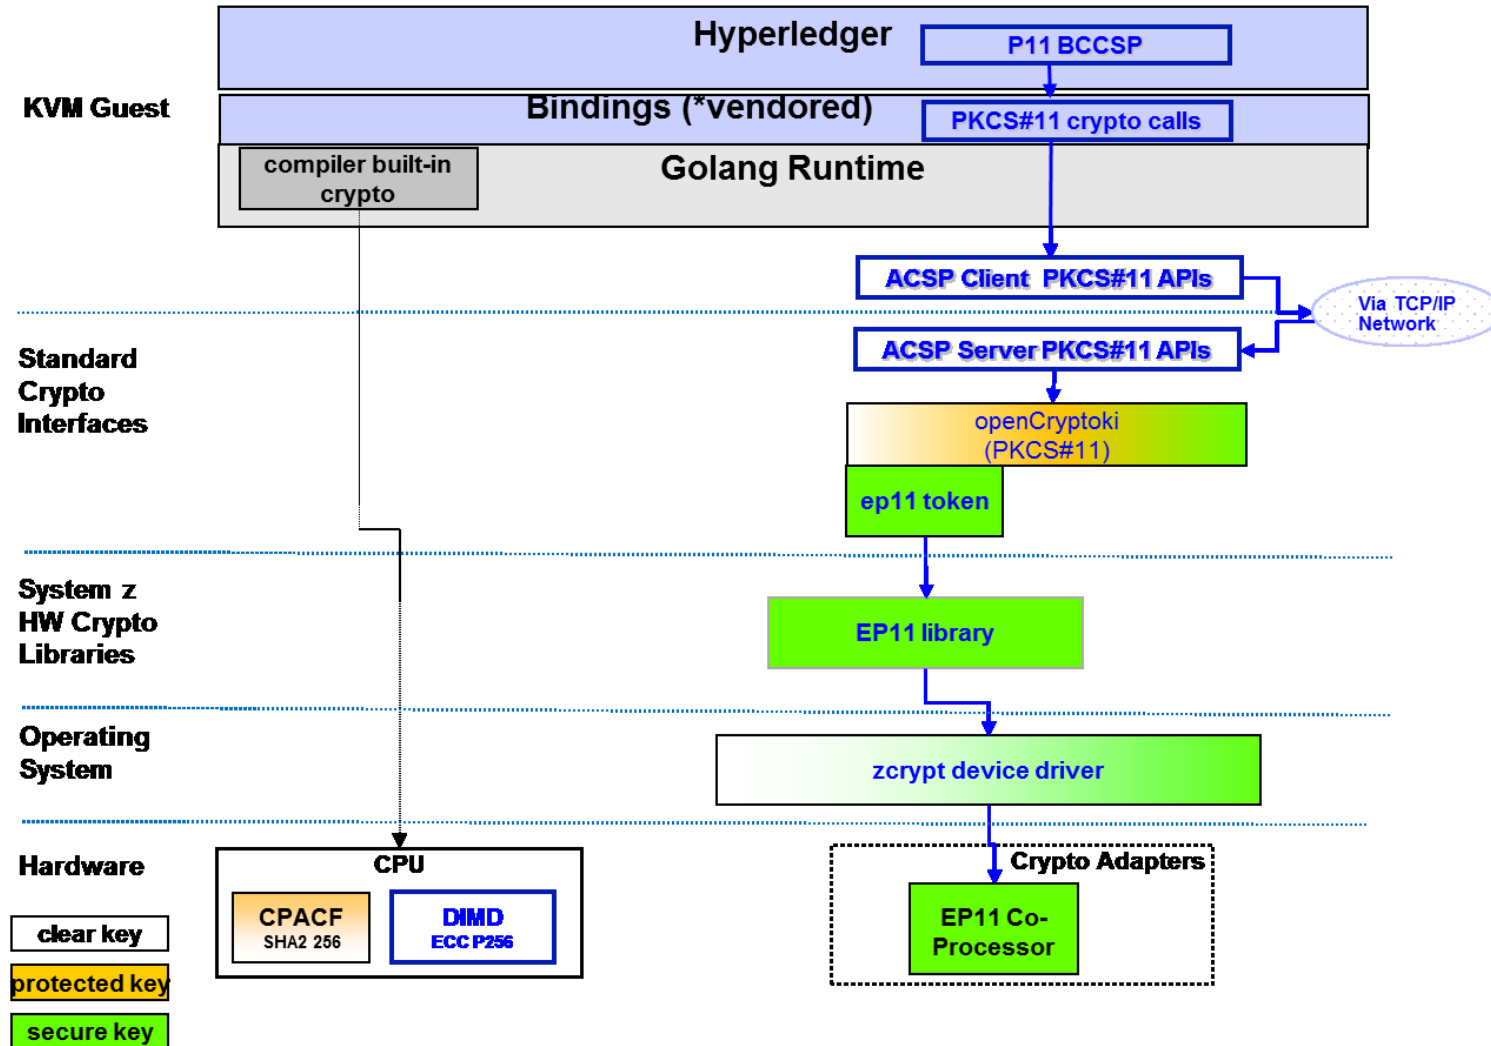 Hyperledger
P11 BCCSP
KVM Guest
Bindings (*vendored)
PKCS#11 crypto calls
compiler built-in
crypto
Golang Runtime
ACSP Client PKCS#11 APIs
Via TCP/IP
Network
Standard
Crypto
Interfaces
ACSP Server PKCS#11 APIs
openCryptoki
(PKCS#11)
ep11 token
System z
HW Crypto
Libraries
EP11 library
Operating
System
zcrypt device driver
Hardware
CPU
CPACF
SHA2 256
DIMD
ECC P256
Crypto Adapters
EP11 Co-
Processor
clear key
protected key
secure key